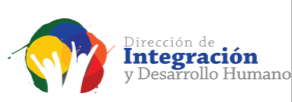 Dirección de
Integración
y Desarrollo Humano